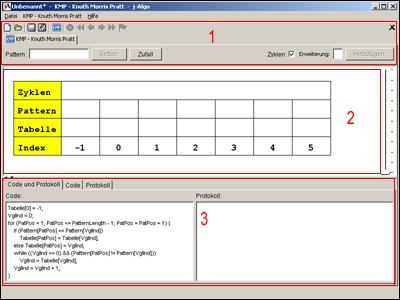 Unbenannt* - KMP - Knuth Morris Pratt - j-Algo
Datei KMP - Knuth Morris Pratt Hilfe
1
KMP - Knuth Morris Pratt
Pattern: Setzen Zufall Zyklen: Erweiterung: Hinzufügen
Zyklen
Pattern
Tabelle
Index -1 0 1 2 3 4 5
2
Code und Protokoll Code Protokoll
Code: Protokoll:
Tabelle[0] = -1;
VglInd = 0;
for (PatPos = 1; PatPos <= PatternLength - 1; PatPos = PatPos + 1) {
if (Pattern[PatPos] == Pattern[VglInd])
Tabelle[PatPos] = Tabelle[VglInd];
else Tabelle[PatPos] = VglInd;
while ((VglInd >= 0) && (Pattern[PatPos] != Pattern[VglInd]))
VglInd = Tabelle[VglInd];
VglInd = VglInd + 1;
}
3